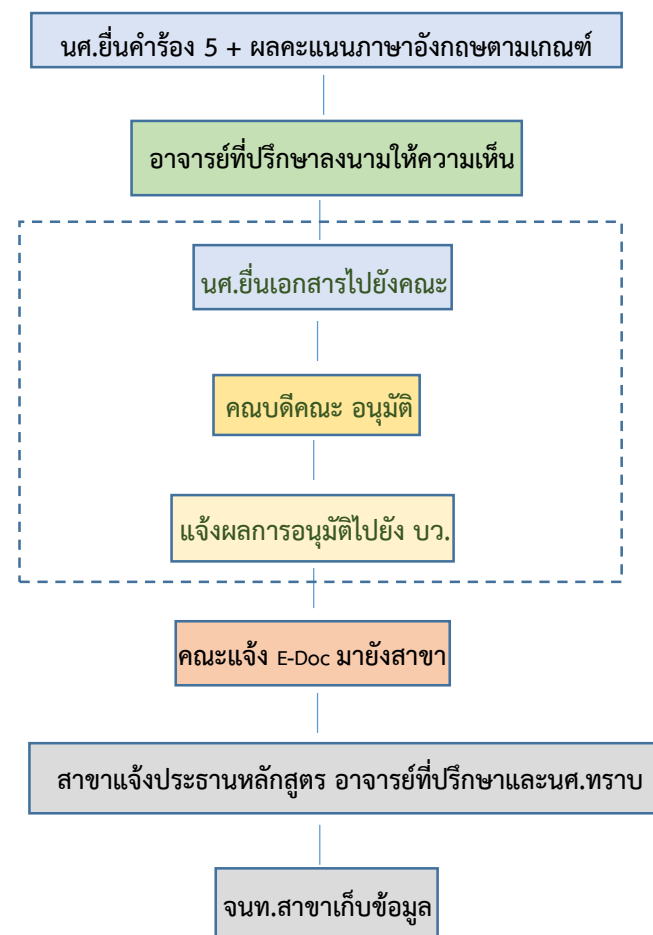 นศ.ยื่นคำร้อง 5 + ผลคะแนนภาษาอังกฤษตามเกณฑ์
อาจารย์ที่ปรึกษาลงนามให้ความเห็น
นศ.ยื่นเอกสารไปยังคณะ
คณบดีคณะ อนุมัติ
แจ้งผลการอนุมัติไปยัง บว.
คณะแจ้ง E-Doc มายังสาขา
สาขาแจ้งประธานหลักสูตร อาจารย์ที่ปรึกษาและนศ.ทราบ
จนท.สาขาเก็บข้อมูล